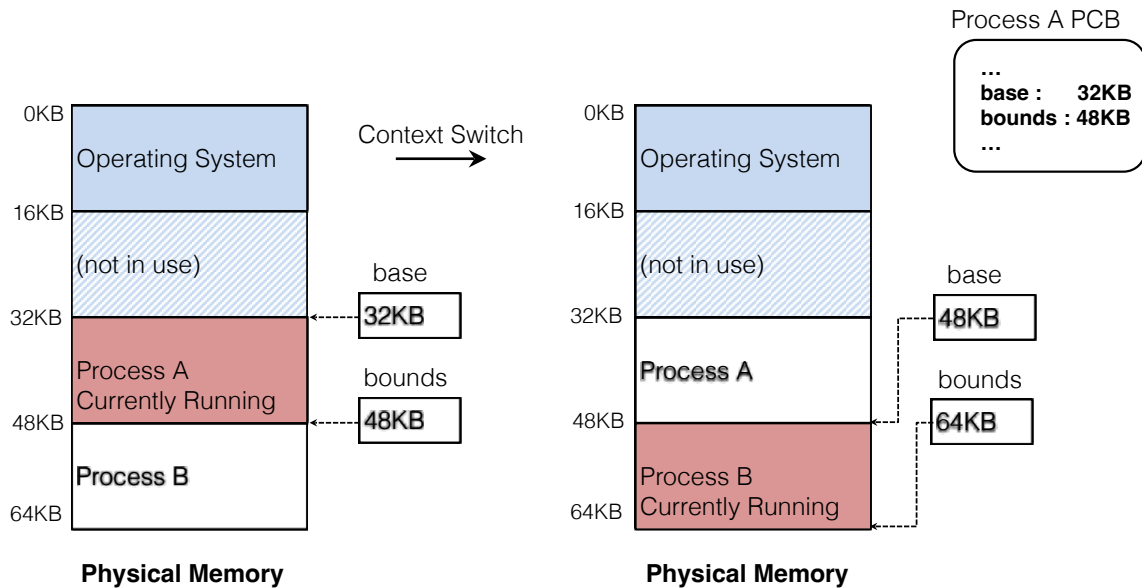 Process A PCB
...
base : 32KB
bounds : 48KB
...
0KB
Operating System
16KB
(not in use)
base
32KB
32KB
Process A
Currently Running
bounds
48KB
48KB
Process B
64KB
Physical Memory
Context Switch
0KB
Operating System
16KB
(not in use)
base
48KB
32KB
Process A
bounds
64KB
48KB
Process B
Currently Running
64KB
Physical Memory